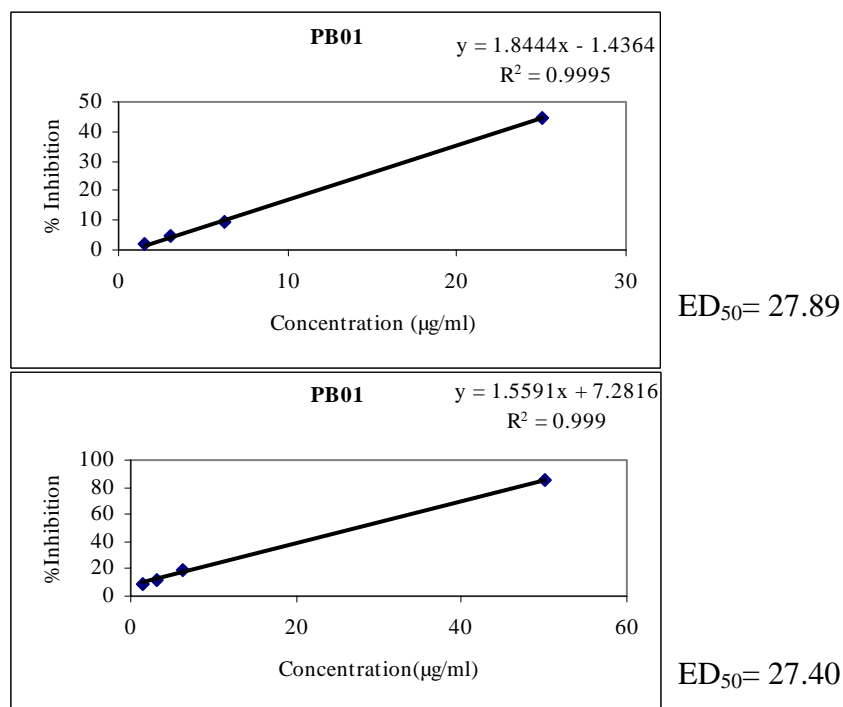 PB01
y = 1.8444x - 1.4364
R² = 0.9995
50
40
30
20
10
0
% Inhibition
0 10 20 30
Concentration (µg/ml)
ED₅₀= 27.89
PB01
y = 1.5591x + 7.2816
R² = 0.999
100
80
60
40
20
0
%Inhibition
0 20 40 60
Concentration(µg/ml)
ED₅₀= 27.40